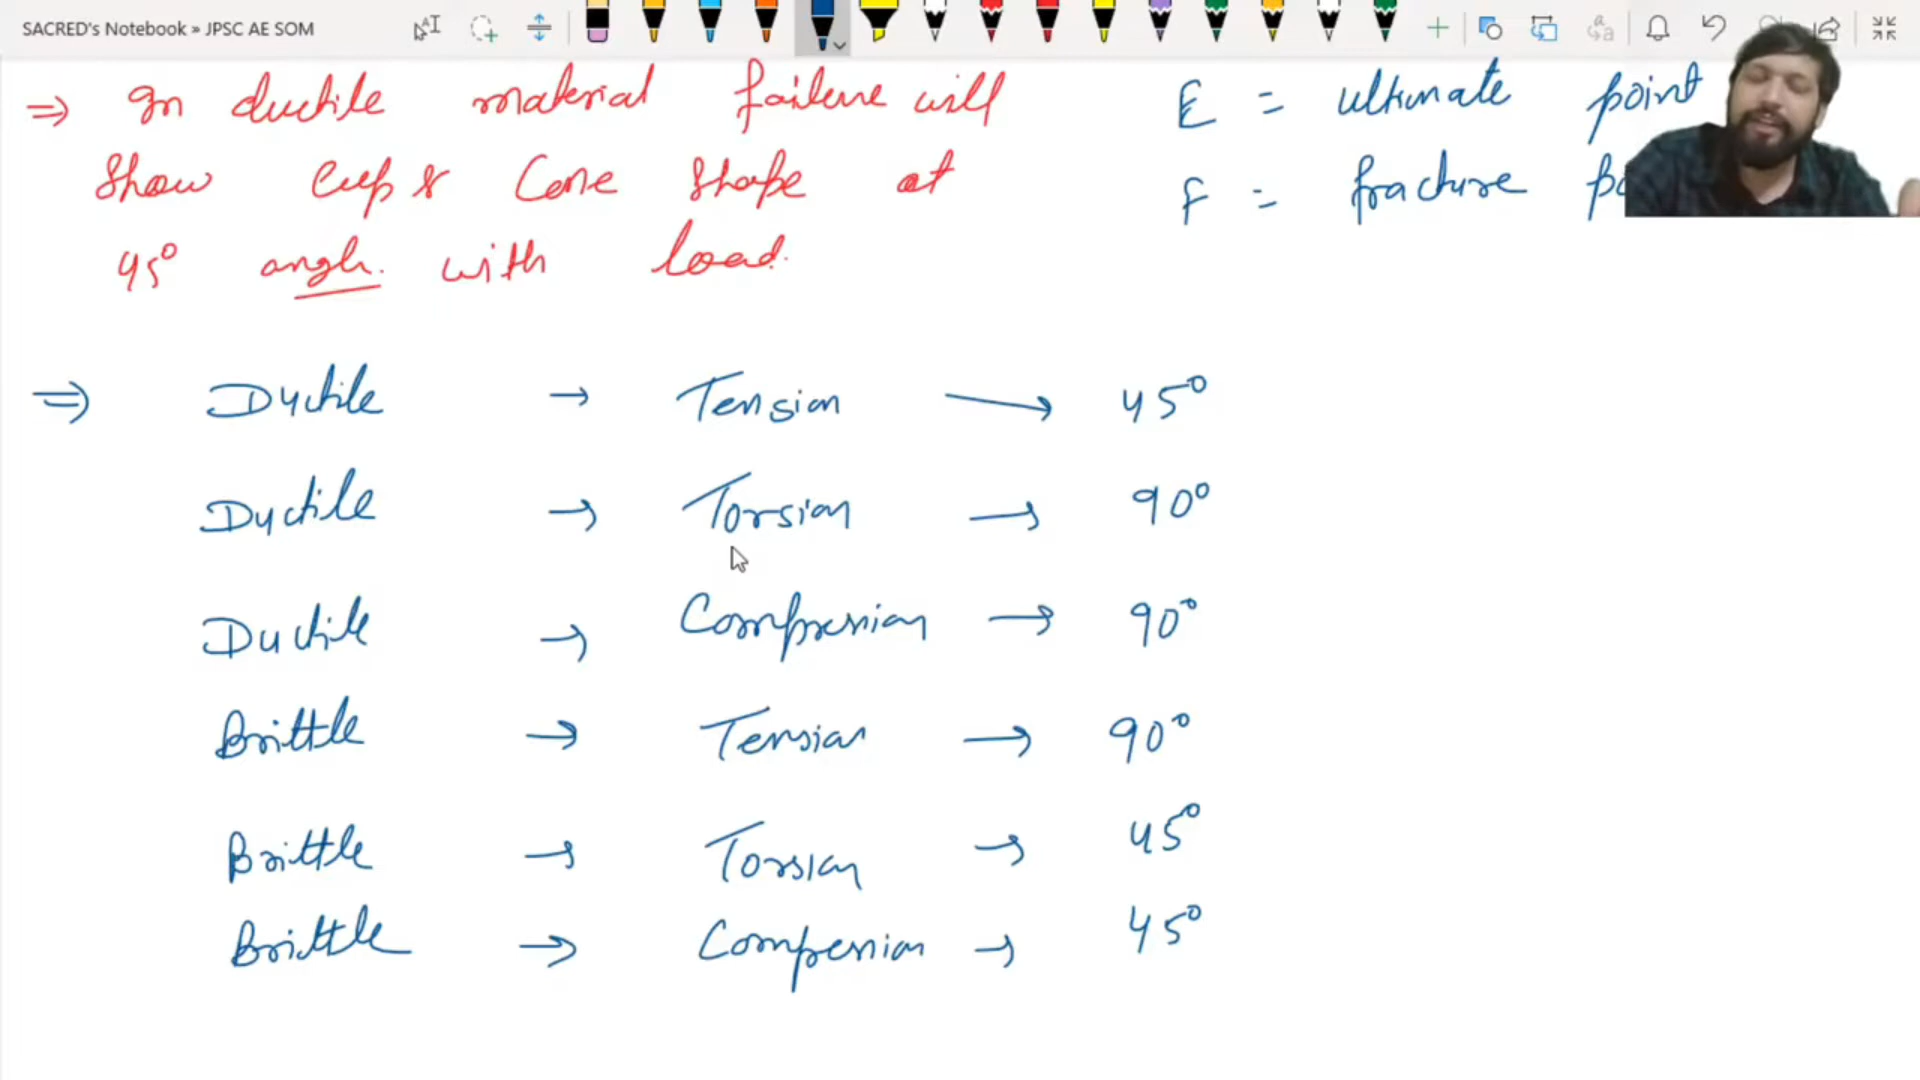 SACRED's Notebook » JPSC AE SOM
⇒ In ductile material failure will
show cup & cone shape at
45° angle. with load.
E = ultimate point
F = fracture
⇒ Ductile → Tension → 45°
Ductile → Torsion → 90°
Ductile → Compression → 90°
Brittle → Tension → 90°
Brittle → Torsion → 45°
Brittle → Compression → 45°